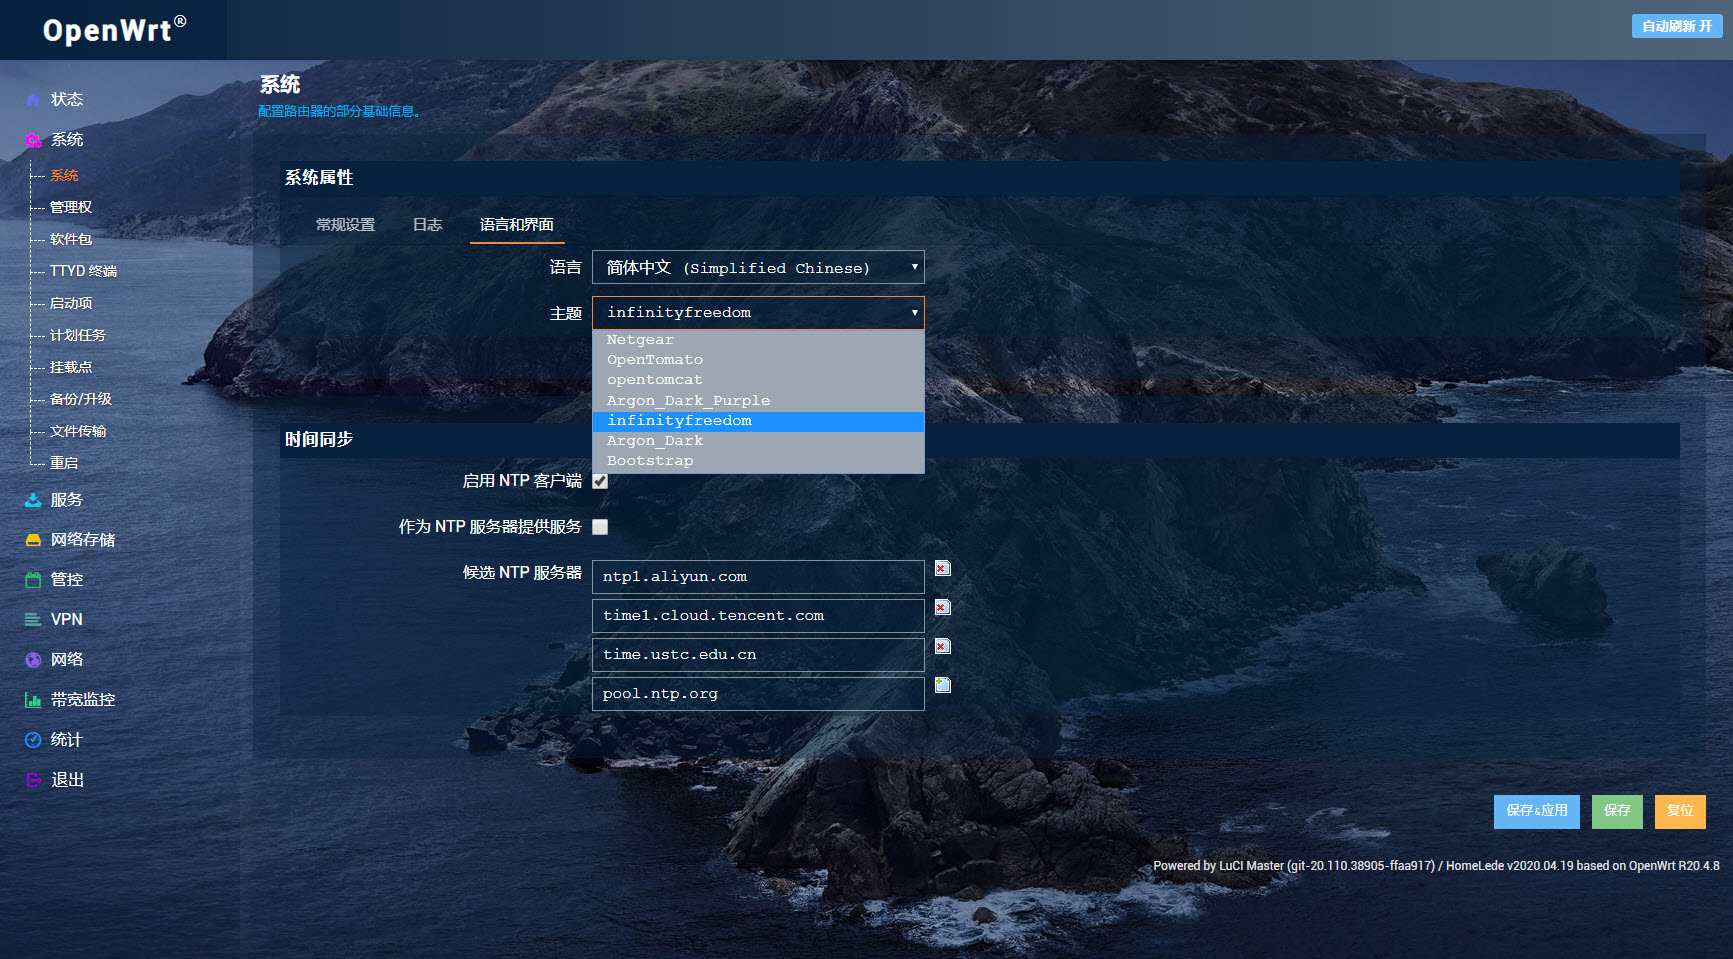 OpenWrt®
自动刷新 开
状态
系统
系统
管理权
软件包
TTYD 终端
启动项
计划任务
挂载点
备份/升级
文件传输
重启
服务
网络存储
管控
VPN
网络
带宽监控
统计
退出
系统
配置路由器的部分基础信息。
系统属性
常规设置 日志 语言和界面
语言 简体中文 (Simplified Chinese)
主题 infinityfreedom
Netgear
OpenTomato
opentomcat
Argon_Dark_Purple
infinityfreedom
Argon_Dark
Bootstrap
时间同步
启用 NTP 客户端
作为 NTP 服务器提供服务
候选 NTP 服务器 ntp1.aliyun.com
time1.cloud.tencent.com
time.ustc.edu.cn
pool.ntp.org
保存&应用 保存 复位
Powered by LuCI Master (git-20.110.38905-ffaa917) / HomeLede v2020.04.19 based on OpenWrt R20.4.8